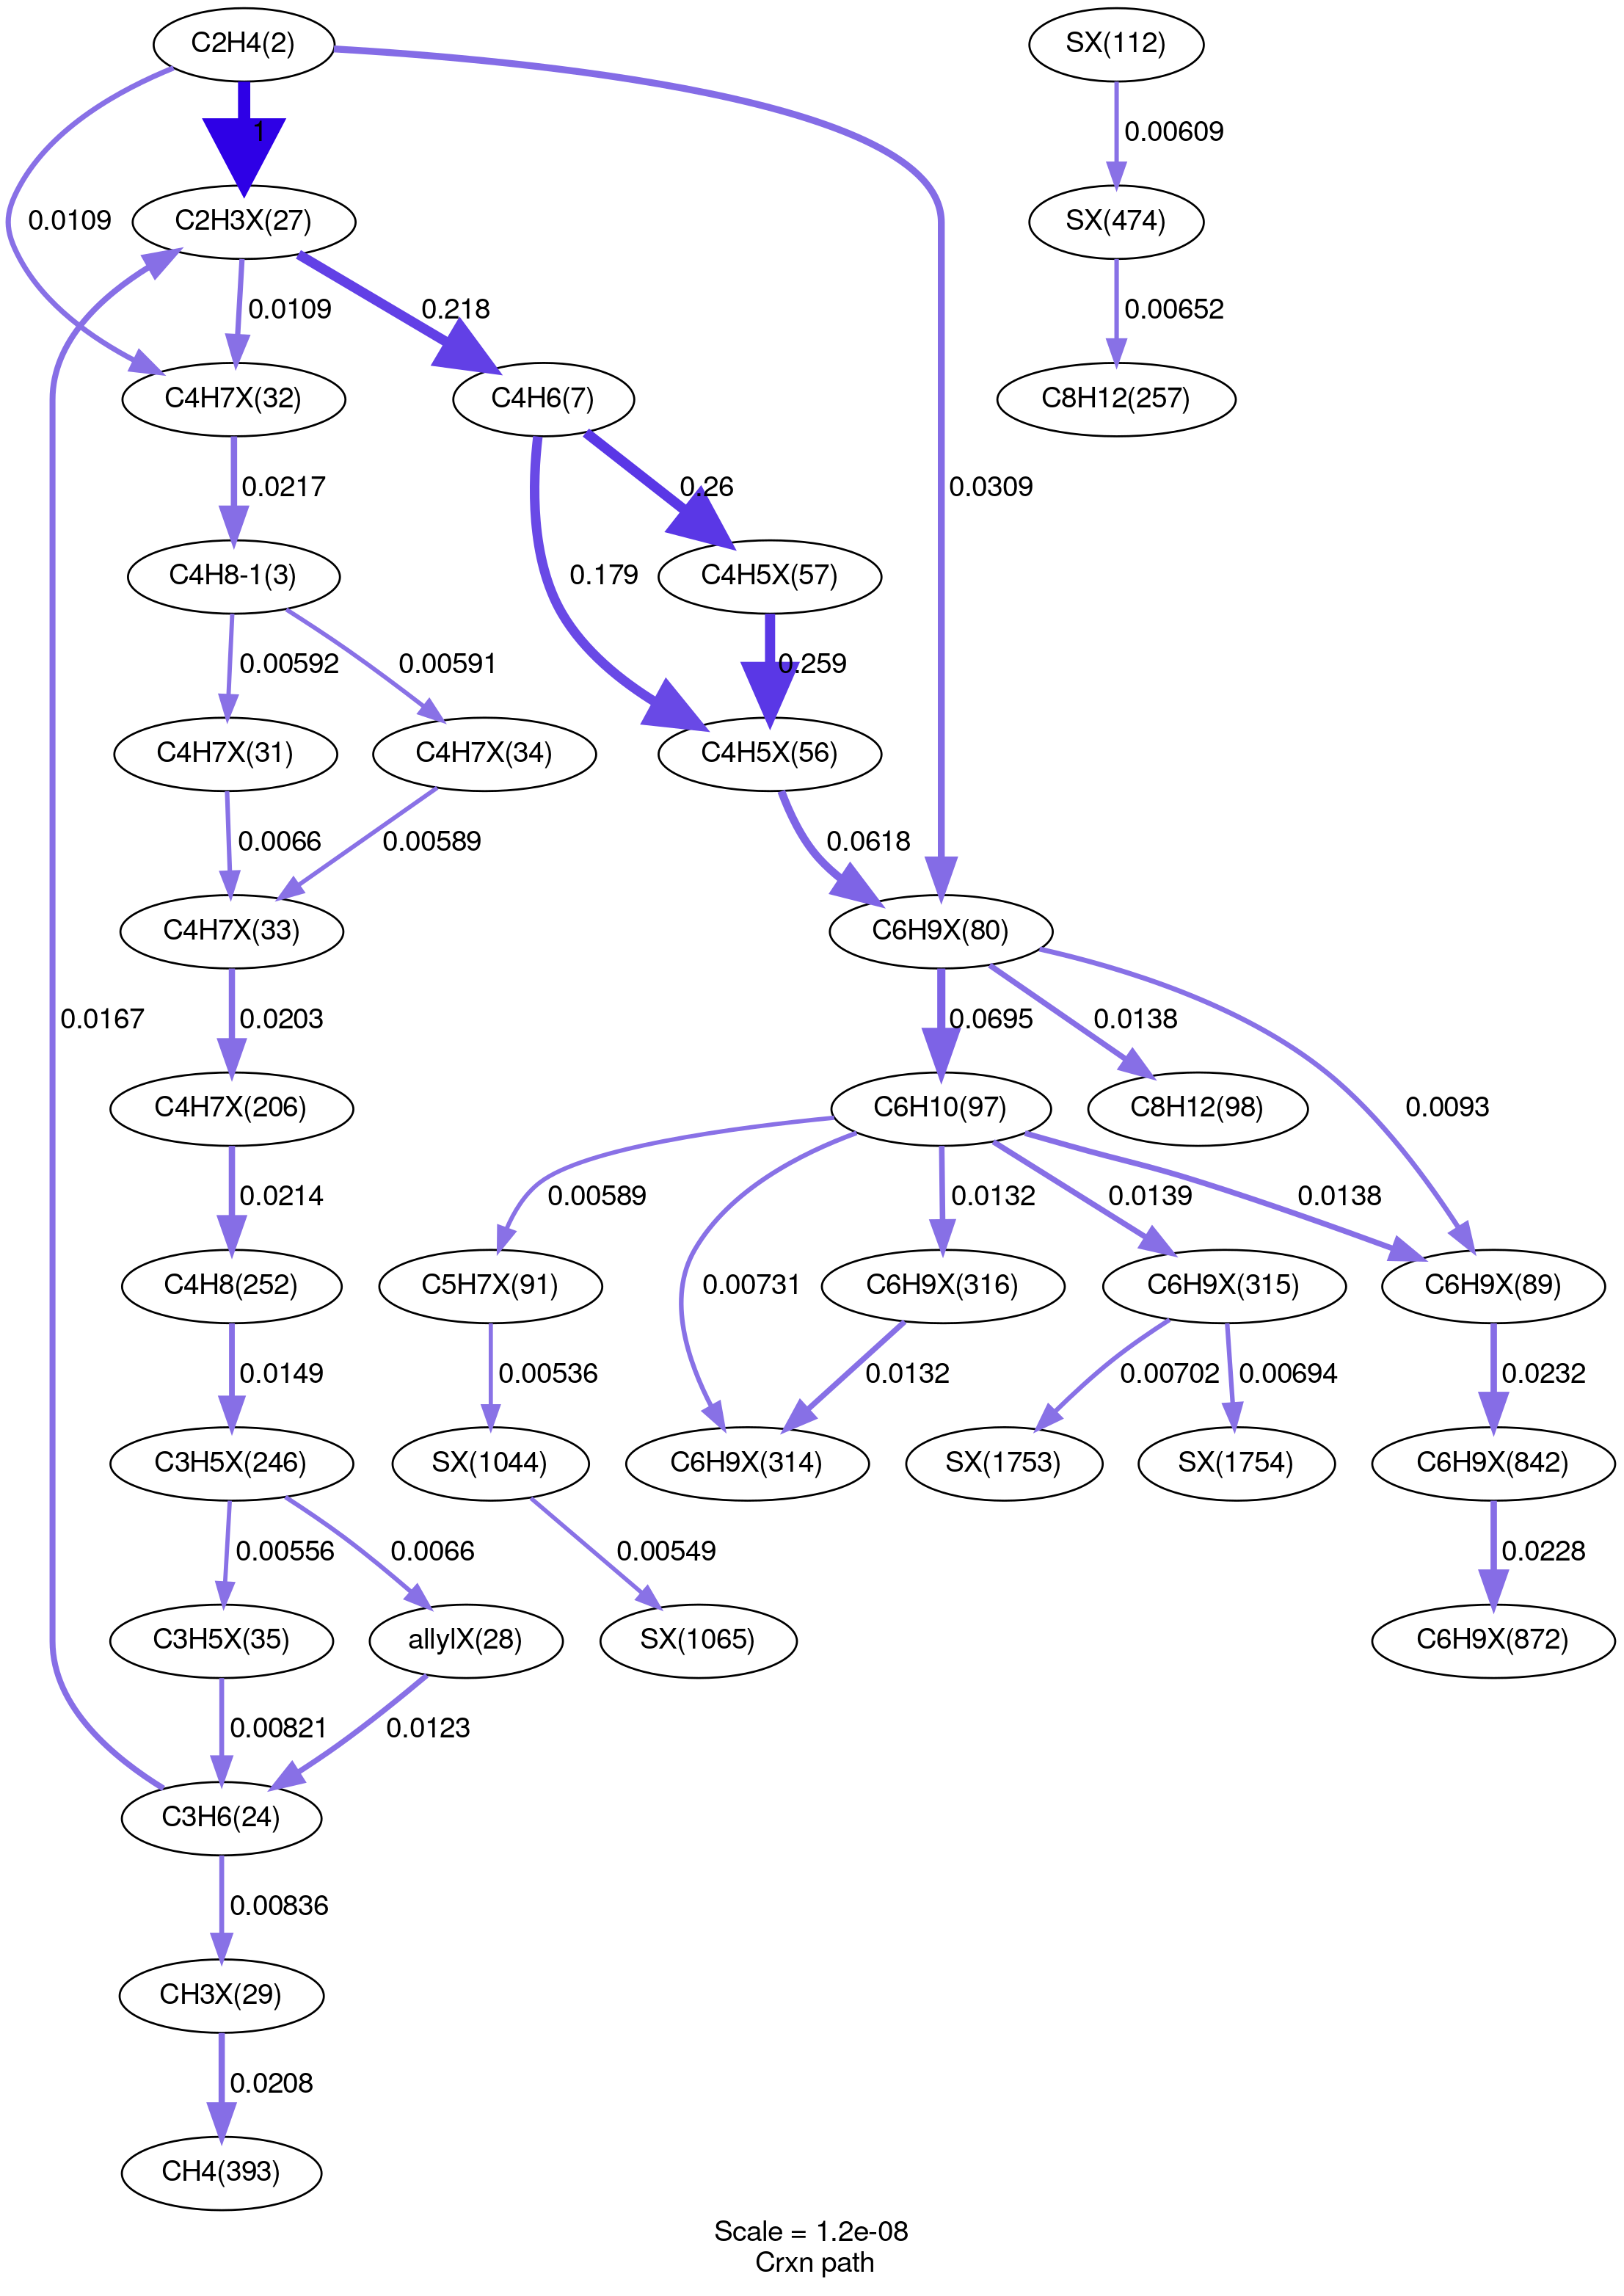 C2H4(2)
SX(112)
1
0.00609
C2H3X(27)
SX(474)
0.0109
0.0109
0.218
0.00652
C4H7X(32)
C4H6(7)
C8H12(257)
0.0217
0.26
0.0309
C4H8-1(3)
0.179
C4H5X(57)
0.00592
0.00591
0.259
C4H7X(31)
C4H7X(34)
C4H5X(56)
0.0066
0.00589
0.0618
C4H7X(33)
C6H9X(80)
0.0167
0.0203
0.0695
0.0138
C4H7X(206)
C6H10(97)
C8H12(98)
0.0093
0.0214
0.00589
0.0132
0.0139
0.0138
C4H8(252)
C5H7X(91)
0.00731
C6H9X(316)
C6H9X(315)
C6H9X(89)
0.0149
0.00536
0.0132
0.00702
0.00694
0.0232
C3H5X(246)
SX(1044)
C6H9X(314)
SX(1753)
SX(1754)
C6H9X(842)
0.00556
0.0066
0.00549
0.0228
C3H5X(35)
allylX(28)
SX(1065)
C6H9X(872)
0.00821
0.0123
C3H6(24)
0.00836
CH3X(29)
0.0208
CH4(393)
Scale = 1.2e-08
Crxn path